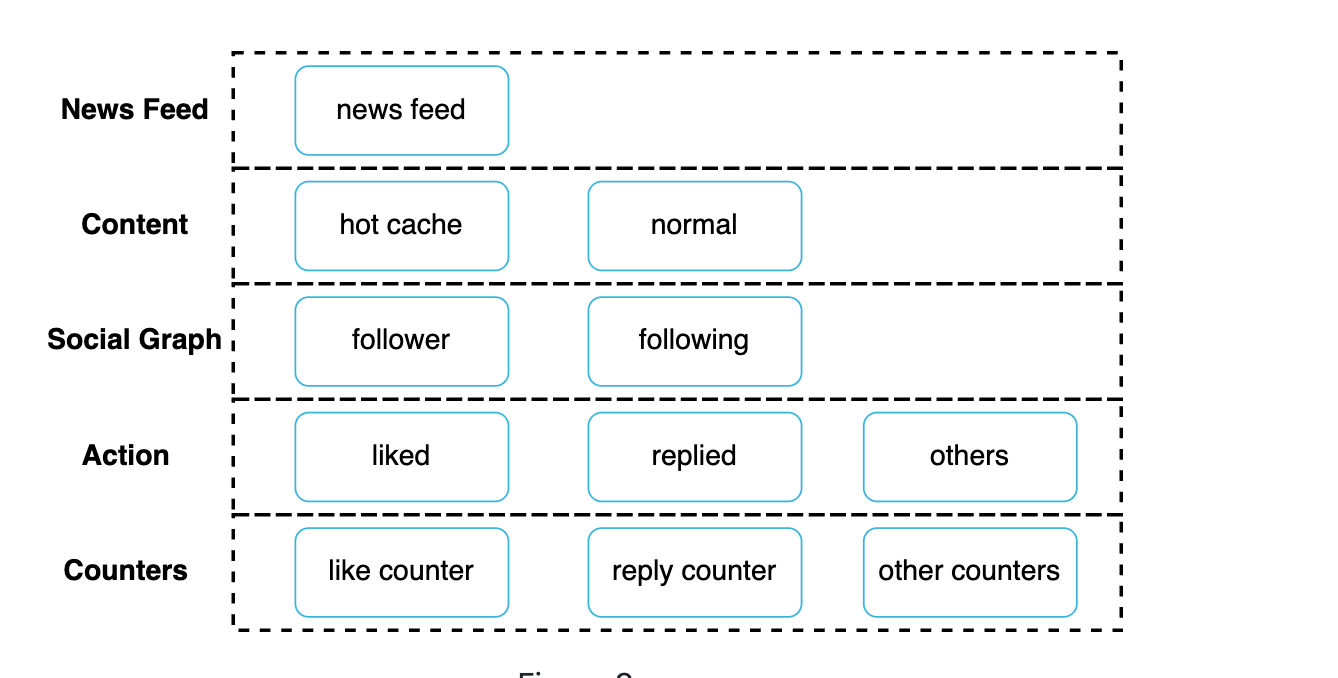 News Feed
news feed
Content
hot cache
normal
Social Graph
follower
following
Action
liked
replied
others
Counters
like counter
reply counter
other counters